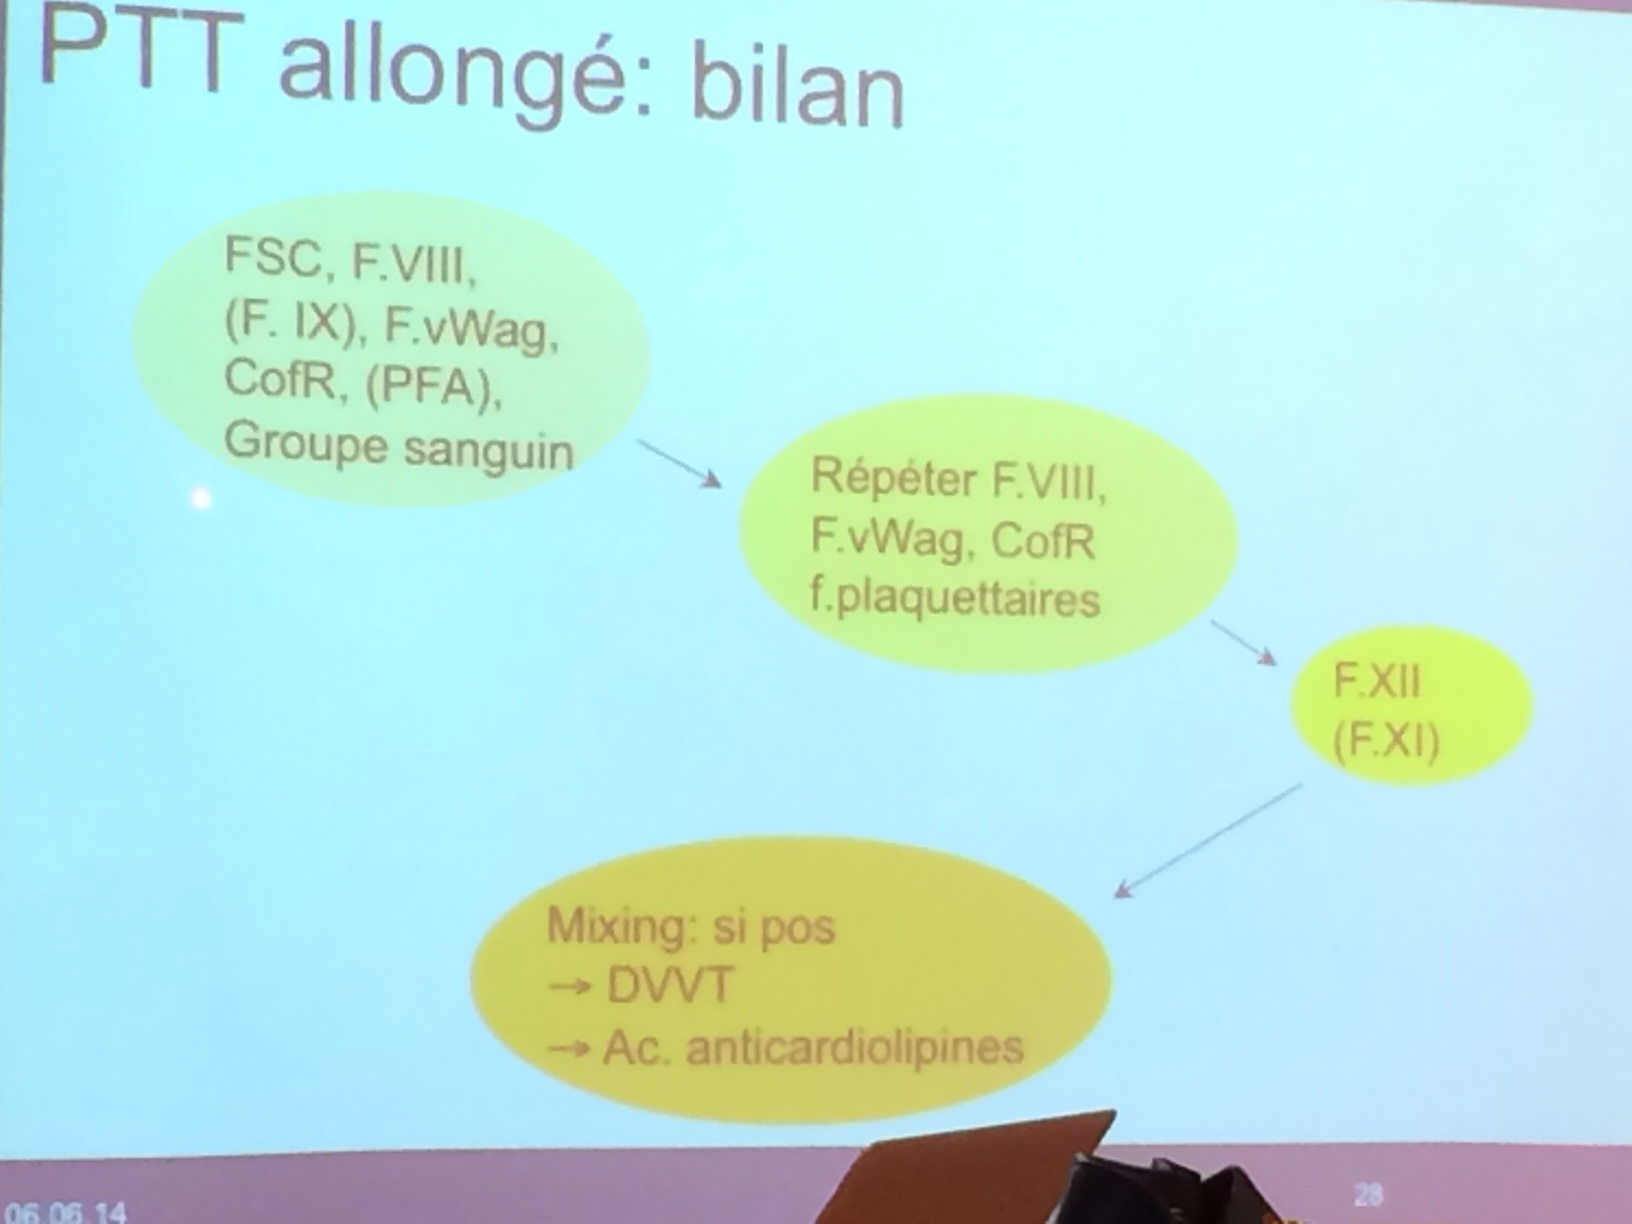 PTT allongé: bilan
FSC, F.VIII,
(F. IX), F.vWag,
CofR, (PFA),
Groupe sanguin
Répéter F.VIII,
F.vWag, CofR
f.plaquettaires
F.XII
(F.XI)
Mixing: si pos
→ DVVT
→ Ac. anticardiolipines
06.06.14
28